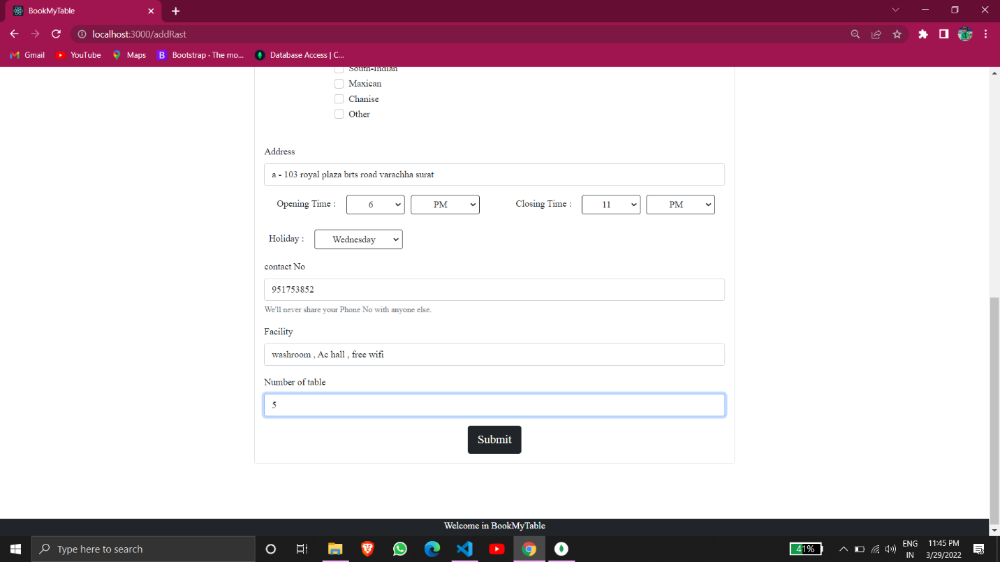 BookMyTable
localhost:3000/addRast
Gmail YouTube Maps B Bootstrap · The mo... Database Access | C...
South-Indian
Maxican
Chanise
Other
Address
a - 103 royal plaza brts road varachha surat
Opening Time : 6 PM Closing Time : 11 PM
Holiday : Wednesday
contact No
951753852
We'll never share your Phone No with anyone else.
Facility
washroom , Ac hall , free wifi
Number of table
5
Submit
Welcome in BookMyTable
Type here to search
41%
ENG
IN
11:45 PM
3/29/2022